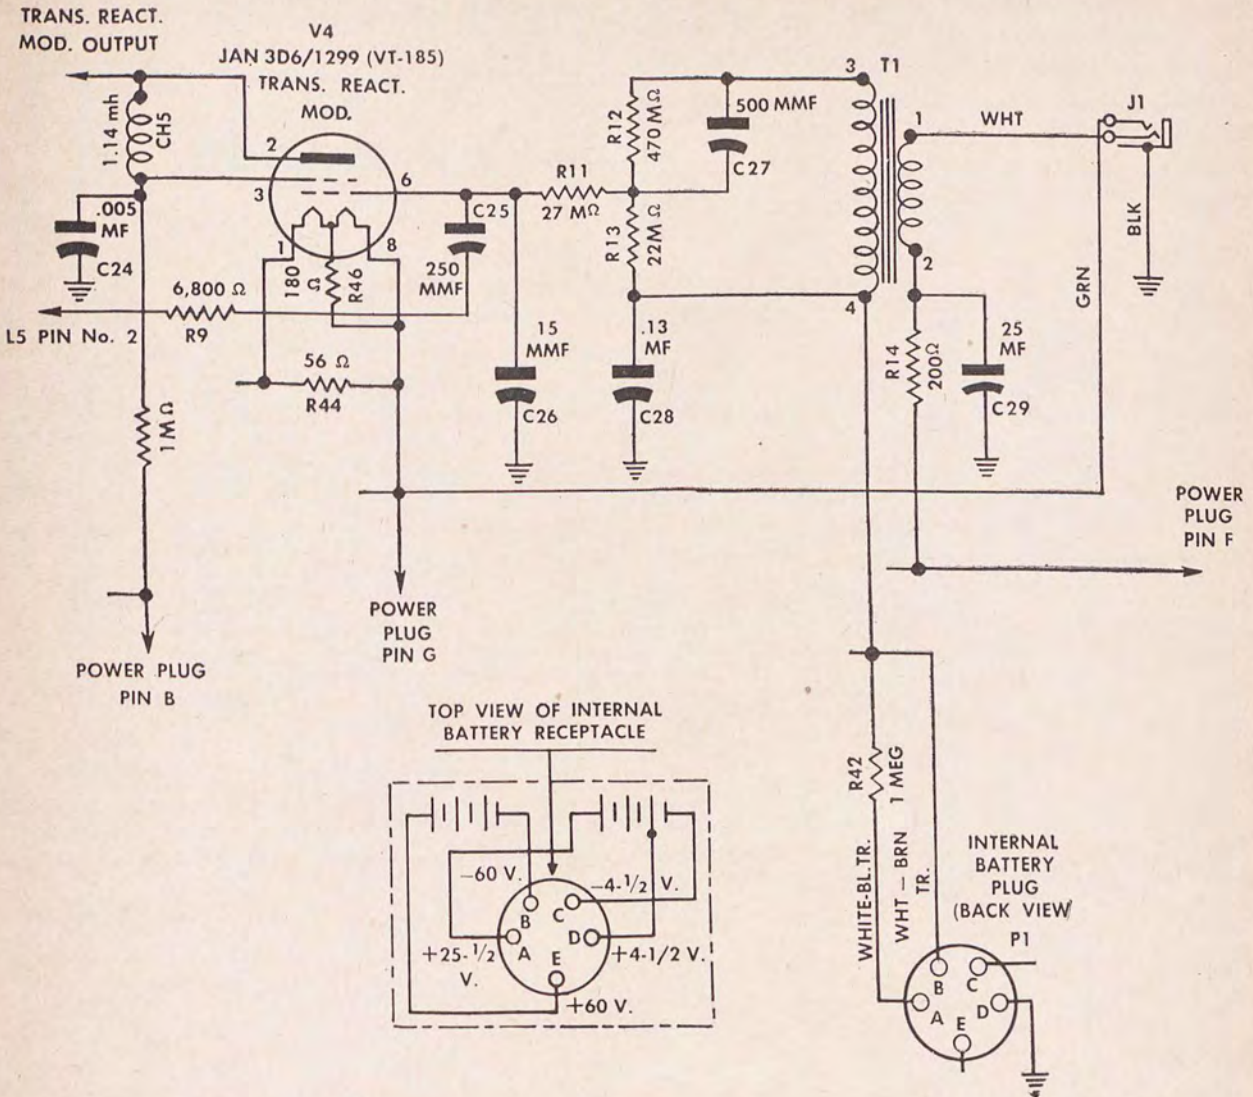 TRANS. REACT.
MOD. OUTPUT
V4
JAN 3D6/1299 (VT-185)
TRANS. REACT.
MOD.
1.14 mh
CH5
2
3
6
1
8
.005
MF
C24
180
Ω
R46
C25
250
MMF
6,800 Ω
L5 PIN No. 2
R9
56 Ω
R44
1 MΩ
R11
27 MΩ
R12
470 MΩ
500 MMF
C27
R13
22MΩ
15
MMF
C26
.13
MF
C28
3
T1
4
1
WHT
J1
2
BLK
GRN
R14
200Ω
25
MF
C29
POWER
PLUG
PIN F
POWER
PLUG
PIN G
POWER PLUG
PIN B
TOP VIEW OF INTERNAL
BATTERY RECEPTACLE
-60 V.
-4-1/2 V.
B
C
A
D
E
+25-1/2
V.
+4-1/2 V.
+60 V.
R42
1 MEG
WHITE-BL.TR.
WHT - BRN
TR.
INTERNAL
BATTERY
PLUG
(BACK VIEW)
P1
B
C
A
D
E